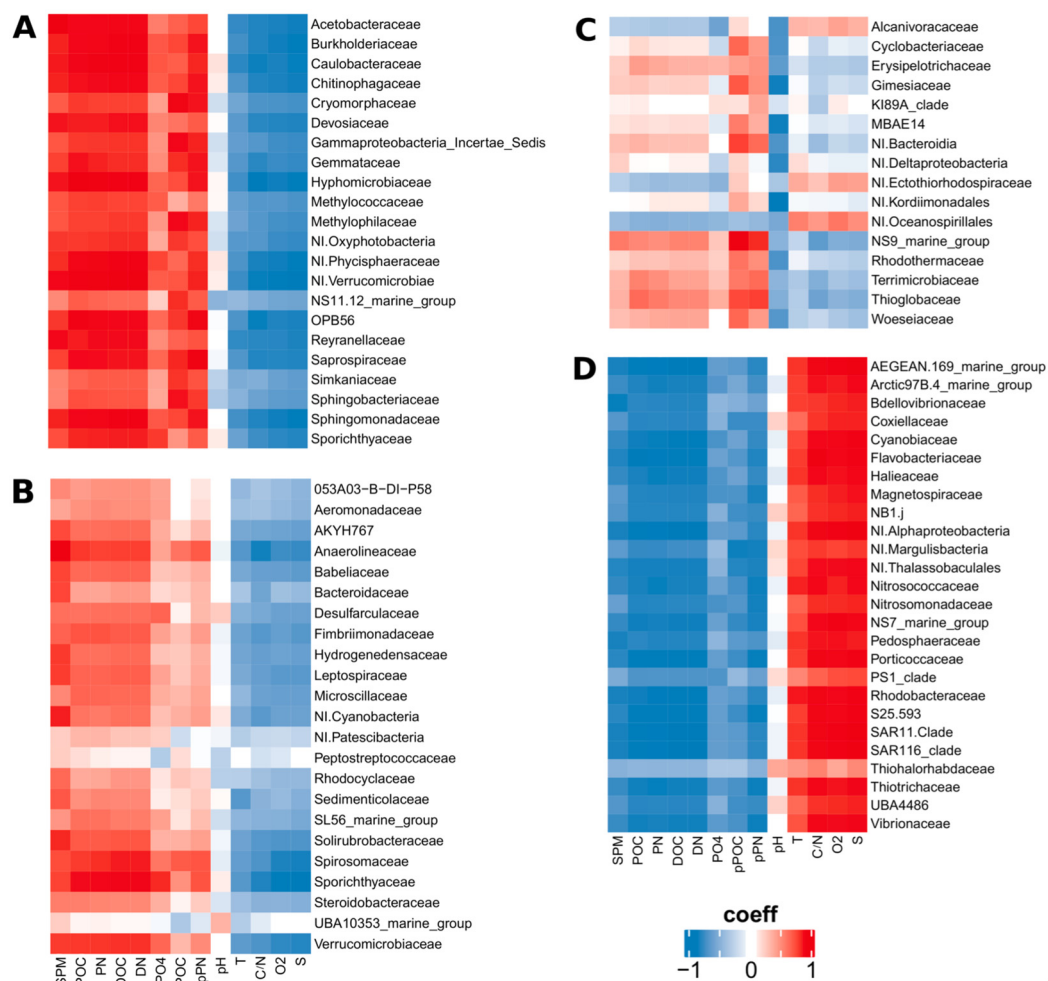 A
Acetobacteraceae
Burkholderiaceae
Caulobacteraceae
Chitinophagaceae
Cryomorphaceae
Devosiaceae
Gammaproteobacteria_Incertae_Sedis
Gemmataceae
Hyphomicrobiaceae
Methylococcaceae
Methylophilaceae
NI.Oxyphotobacteria
NI.Phycisphaeraceae
NI.Verrucomicrobiae
NS11.12_marine_group
OPB56
Reyranellaceae
Saprospiraceae
Simkaniaceae
Sphingobacteriaceae
Sphingomonadaceae
Sporichthyaceae
B
053A03−B−DI−P58
Aeromonadaceae
AKYH767
Anaerolineaceae
Babeliaceae
Bacteroidaceae
Desulfarculaceae
Fimbriimonadaceae
Hydrogenedensaceae
Leptospiraceae
Microscillaceae
NI.Cyanobacteria
NI.Patescibacteria
Peptostreptococcaceae
Rhodocyclaceae
Sedimenticolaceae
SL56_marine_group
Solirubrobacteraceae
Spirosomaceae
Sporichthyaceae
Steroidobacteraceae
UBA10353_marine_group
Verrucomicrobiaceae
SPM POC PN DOC DN PO4 POC pPN pH T C/N O2 S
C
Alcanivoracaceae
Cyclobacteriaceae
Erysipelotrichaceae
Gimesiaceae
KI89A_clade
MBAE14
NI.Bacteroidia
NI.Deltaproteobacteria
NI.Ectothiorhodospiraceae
NI.Kordiimonadales
NI.Oceanospirillales
NS9_marine_group
Rhodothermaceae
Terrimicrobiaceae
Thioglobaceae
Woeseiaceae
D
AEGEAN.169_marine_group
Arctic97B.4_marine_group
Bdellovibrionaceae
Coxiellaceae
Cyanobiaceae
Flavobacteriaceae
Halieaceae
Magnetospiraceae
NB1.j
NI.Alphaproteobacteria
NI.Margulisbacteria
NI.Thalassobaculales
Nitrosococcaceae
Nitrosomonadaceae
NS7_marine_group
Pedosphaeraceae
Porticoccaceae
PS1_clade
Rhodobacteraceae
S25.593
SAR11.Clade
SAR116_clade
Thiohalorhabdaceae
Thiotrichaceae
UBA4486
Vibrionaceae
SPM POC PN DOC DN PO4 pPOC pPN pH T C/N O2 S
coeff
−1 0 1